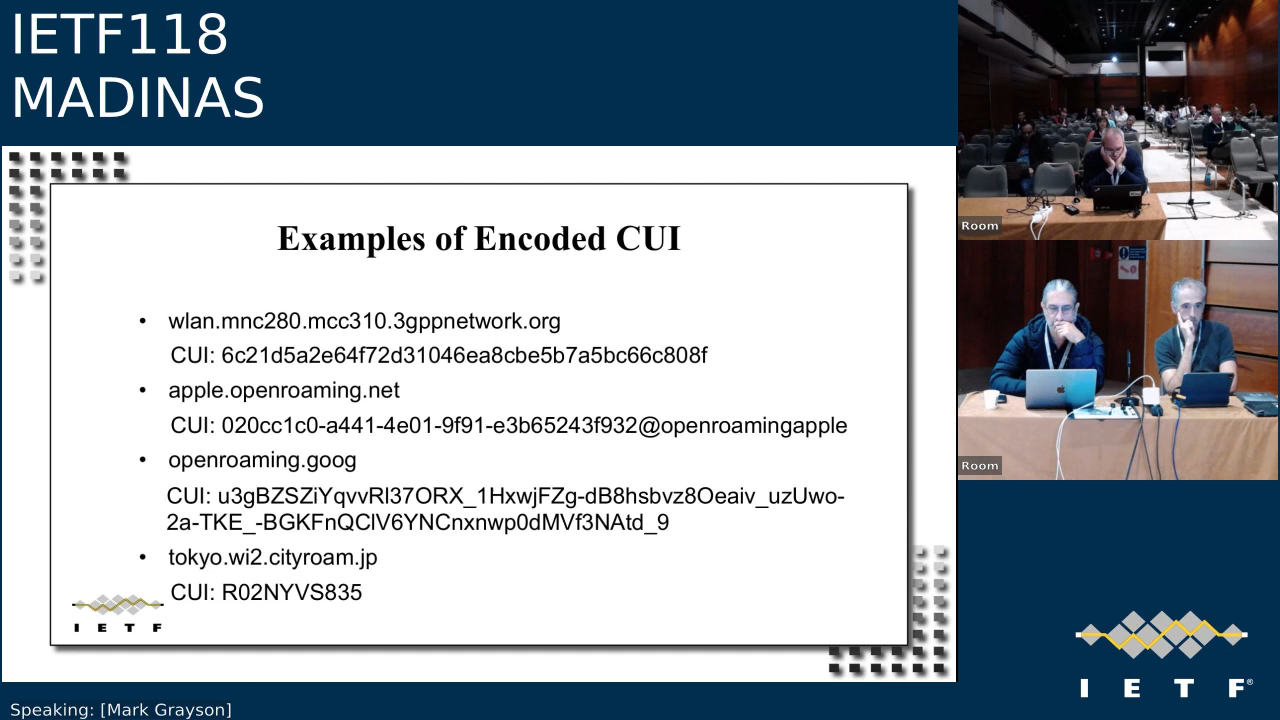 IETF118
MADINAS
Examples of Encoded CUI
• wlan.mnc280.mcc310.3gppnetwork.org
CUI: 6c21d5a2e64f72d31046ea8cbe5b7a5bc66c808f
• apple.openroaming.net
CUI: 020cc1c0-a441-4e01-9f91-e3b65243f932@openroamingapple
• openroaming.goog
CUI: u3gBZSZiYqvvRl37ORX_1HxwjFZg-dB8hsbvz8Oeaiv_uzUwo-
2a-TKE_-BGKFnQClV6YNCnxnwp0dMVf3NAtd_9
• tokyo.wi2.cityroam.jp
CUI: R02NYVS835
I E T F
Room
Room
I E T F®
Speaking: [Mark Grayson]